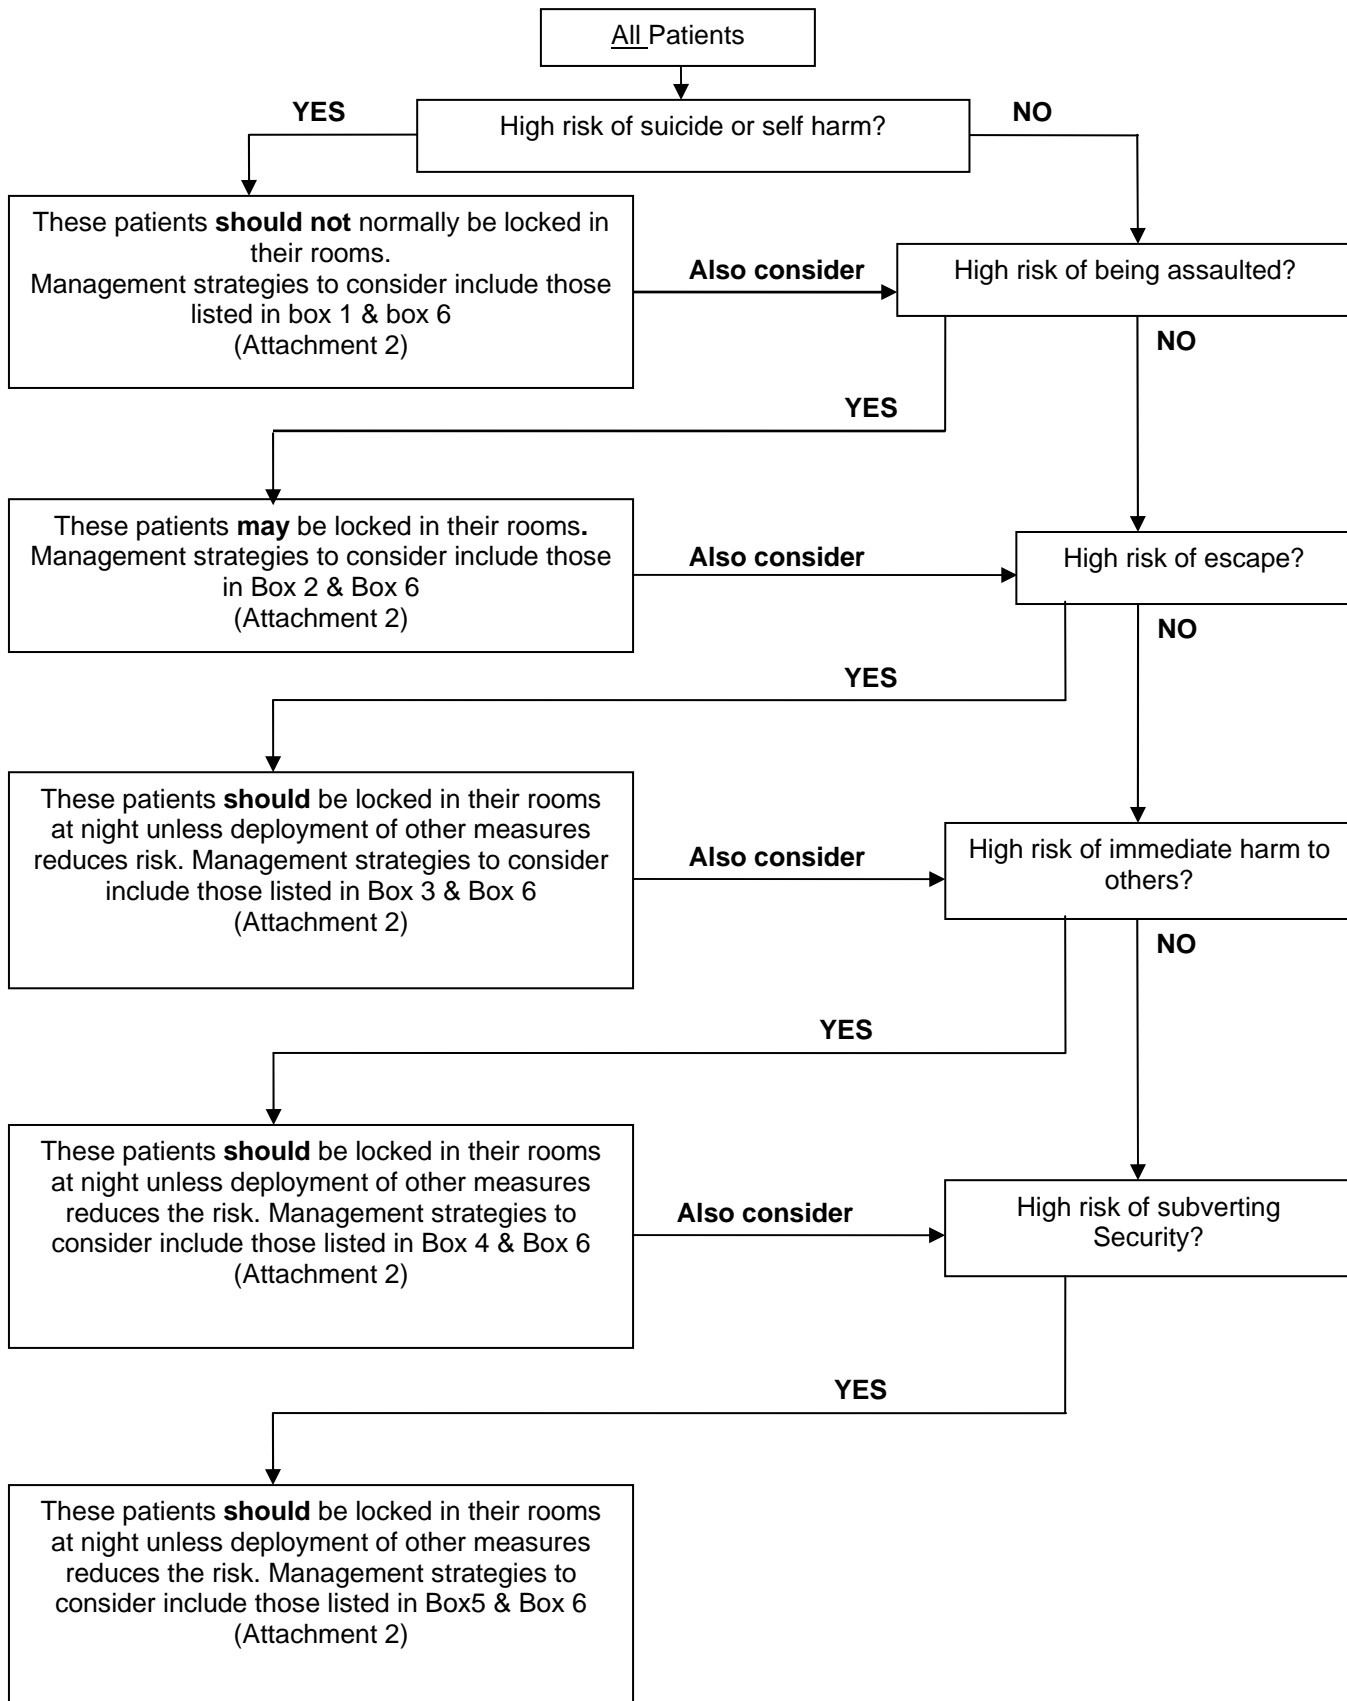 All Patients
YES
High risk of suicide or self harm?
NO
These patients should not normally be locked in
their rooms.
Management strategies to consider include those
listed in box 1 & box 6
(Attachment 2)
Also consider
High risk of being assaulted?
NO
YES
These patients may be locked in their rooms.
Management strategies to consider include those
in Box 2 & Box 6
(Attachment 2)
Also consider
High risk of escape?
NO
YES
These patients should be locked in their rooms
at night unless deployment of other measures
reduces risk. Management strategies to consider
include those listed in Box 3 & Box 6
(Attachment 2)
Also consider
High risk of immediate harm to
others?
NO
YES
These patients should be locked in their rooms
at night unless deployment of other measures
reduces the risk. Management strategies to
consider include those listed in Box 4 & Box 6
(Attachment 2)
Also consider
High risk of subverting
Security?
YES
These patients should be locked in their rooms
at night unless deployment of other measures
reduces the risk. Management strategies to
consider include those listed in Box5 & Box 6
(Attachment 2)